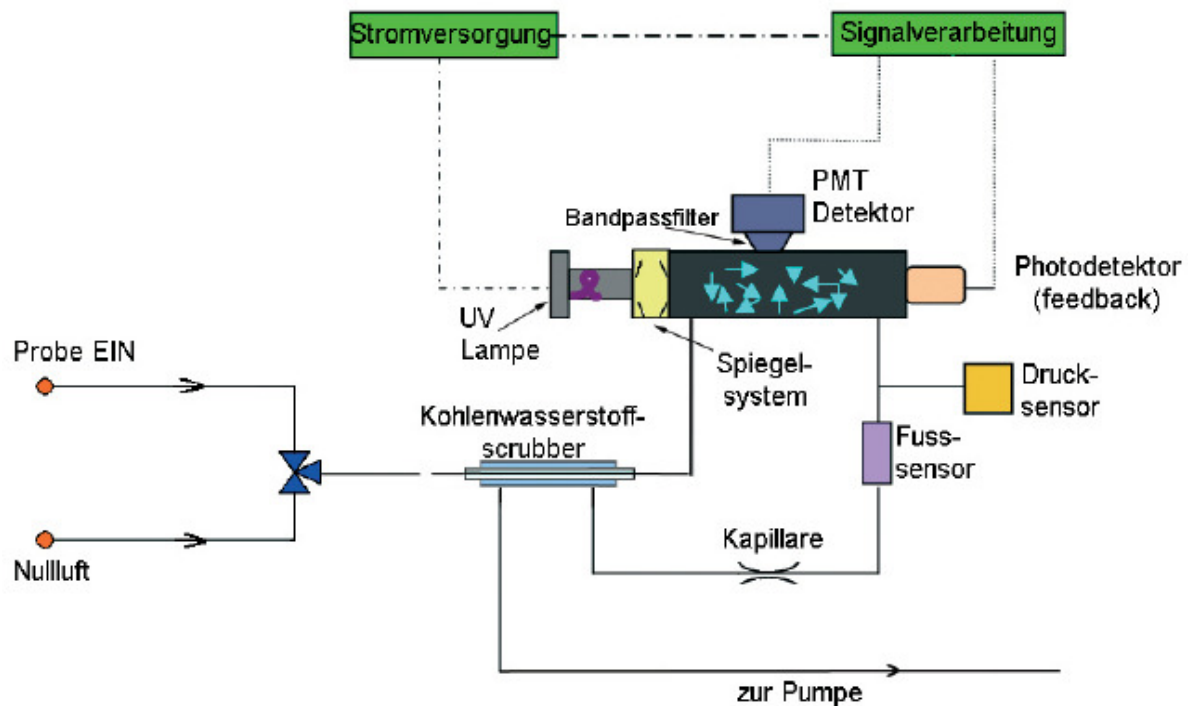 Stromversorgung
Signalverarbeitung
PMT
Detektor
Bandpassfilter
Photodetektor
(feedback)
UV
Lampe
Spiegel-
system
Probe EIN
Druck-
sensor
Kohlenwasserstoff-
scrubber
Fuss-
sensor
Kapillare
Nullluft
zur Pumpe